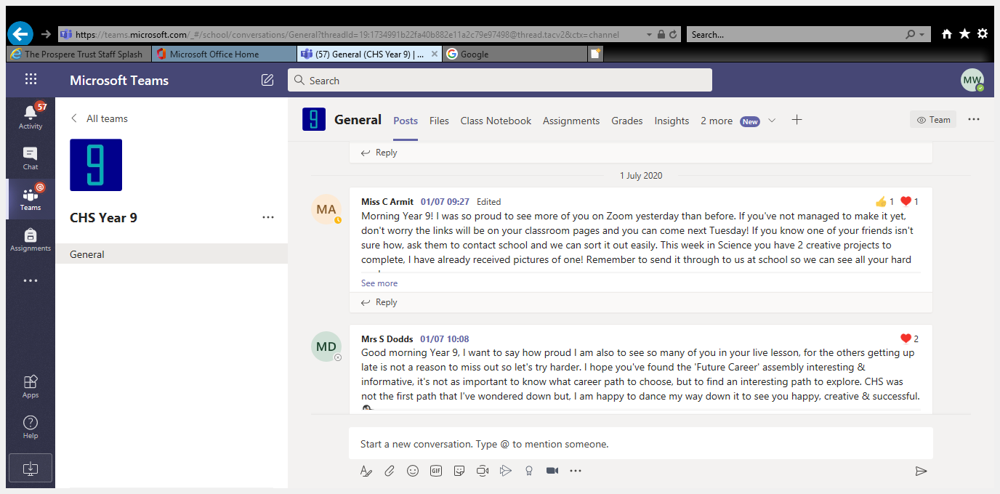 https://teams.microsoft.com/_#/school/conversations/General?threadId=19:1734991b22fa40b882e11a2c79e97498@thread.tacv2&ctx=channel
Search...
The Prospere Trust Staff Splash
Microsoft Office Home
(57) General (CHS Year 9) | ...
Google
Microsoft Teams
Search
MW
57
Activity
Chat
@
Teams
Assignments
Apps
Help
All teams
9
CHS Year 9
General
9
General
Posts
Files
Class Notebook
Assignments
Grades
Insights
2 more
New
Team
Reply
1 July 2020
MA
Miss C Armit 01/07 09:27 Edited
1
1
Morning Year 9! I was so proud to see more of you on Zoom yesterday than before. If you've not managed to make it yet,
don't worry the links will be on your classroom pages and you can come next Tuesday! If you know one of your friends isn't
sure how, ask them to contact school and we can sort it out easily. This week in Science you have 2 creative projects to
complete, I have already received pictures of one! Remember to send it through to us at school so we can see all your hard
See more
Reply
MD
Mrs S Dodds 01/07 10:08
2
Good morning Year 9, I want to say how proud I am also to see so many of you in your live lesson, for the others getting up
late is not a reason to miss out so let's try harder. I hope you've found the 'Future Career' assembly interesting &
informative, it's not as important to know what career path to choose, but to find an interesting path to explore. CHS was
not the first path that I've wondered down but, I am happy to dance my way down it to see you happy, creative & successful.
Start a new conversation. Type @ to mention someone.
GIF